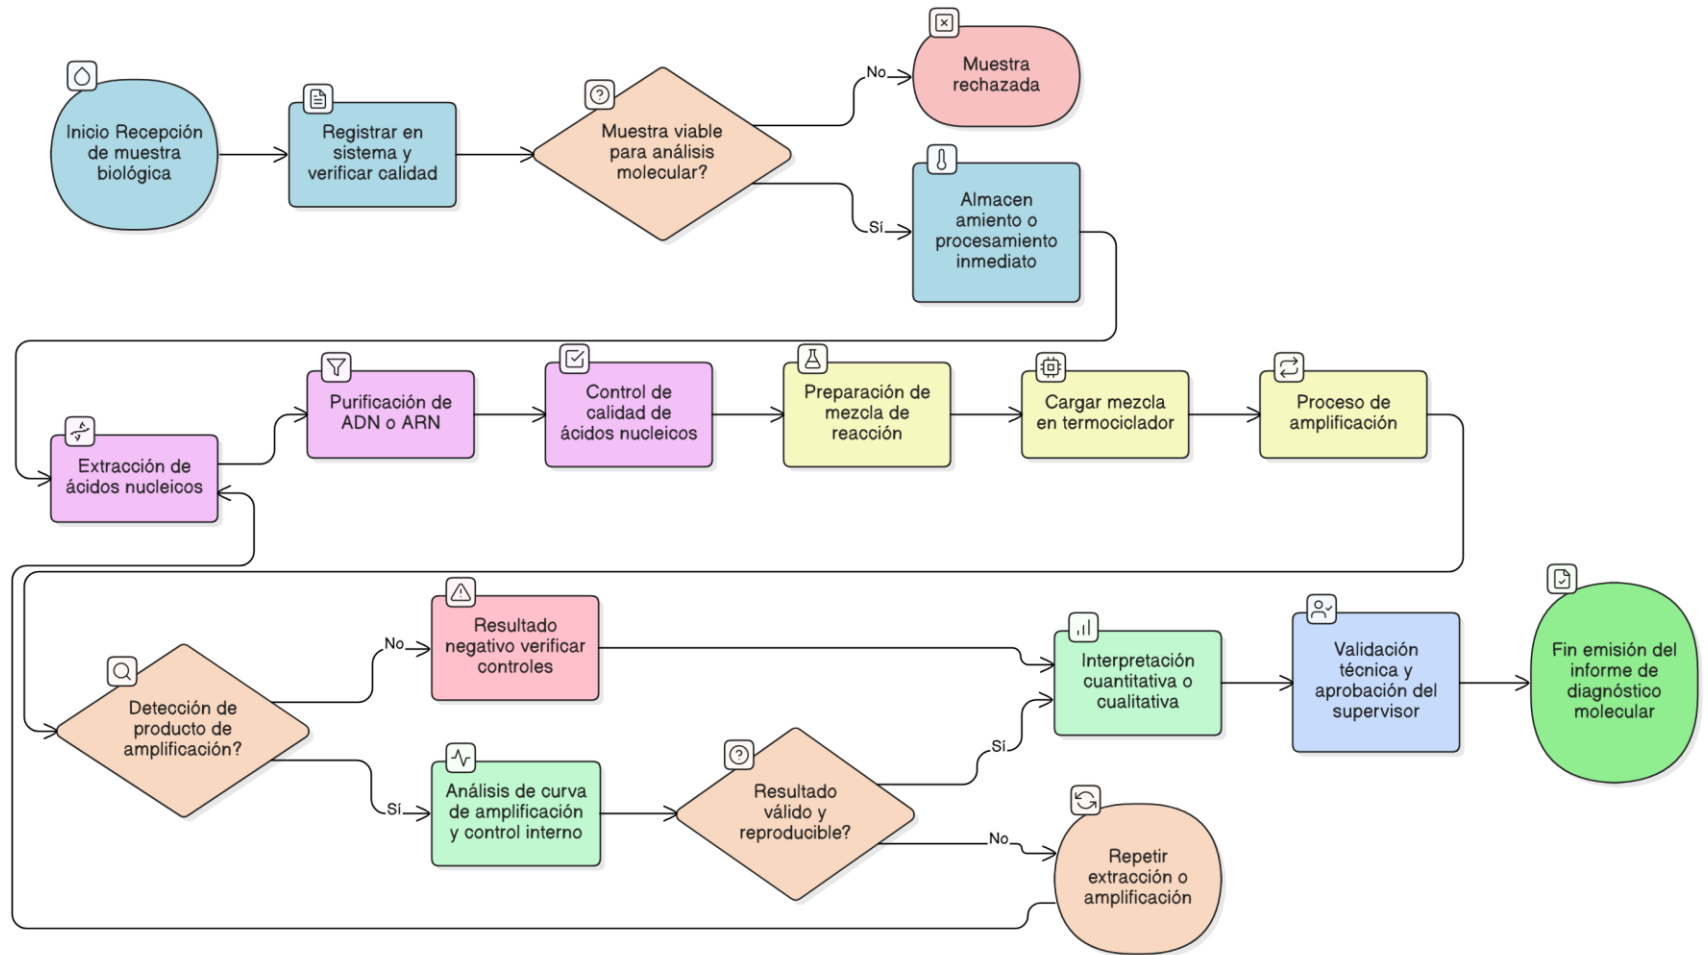 Inicio Recepción
de muestra
biológica
Registrar en
sistema y
verificar calidad
Muestra viable
para análisis
molecular?
No
Muestra
rechazada
Sí
Almacen
amiento o
procesamiento
inmediato
Extracción de
ácidos nucleicos
Purificación de
ADN o ARN
Control de
calidad de
ácidos nucleicos
Preparación de
mezcla de
reacción
Cargar mezcla
en termociclador
Proceso de
amplificación
Detección de
producto de
amplificación?
No
Resultado
negativo verificar
controles
Sí
Análisis de curva
de amplificación
y control interno
Resultado
válido y
reproducible?
Sí
Interpretación
cuantitativa o
cualitativa
No
Repetir
extracción o
amplificación
Validación
técnica y
aprobación del
supervisor
Fin emisión del
informe de
diagnóstico
molecular